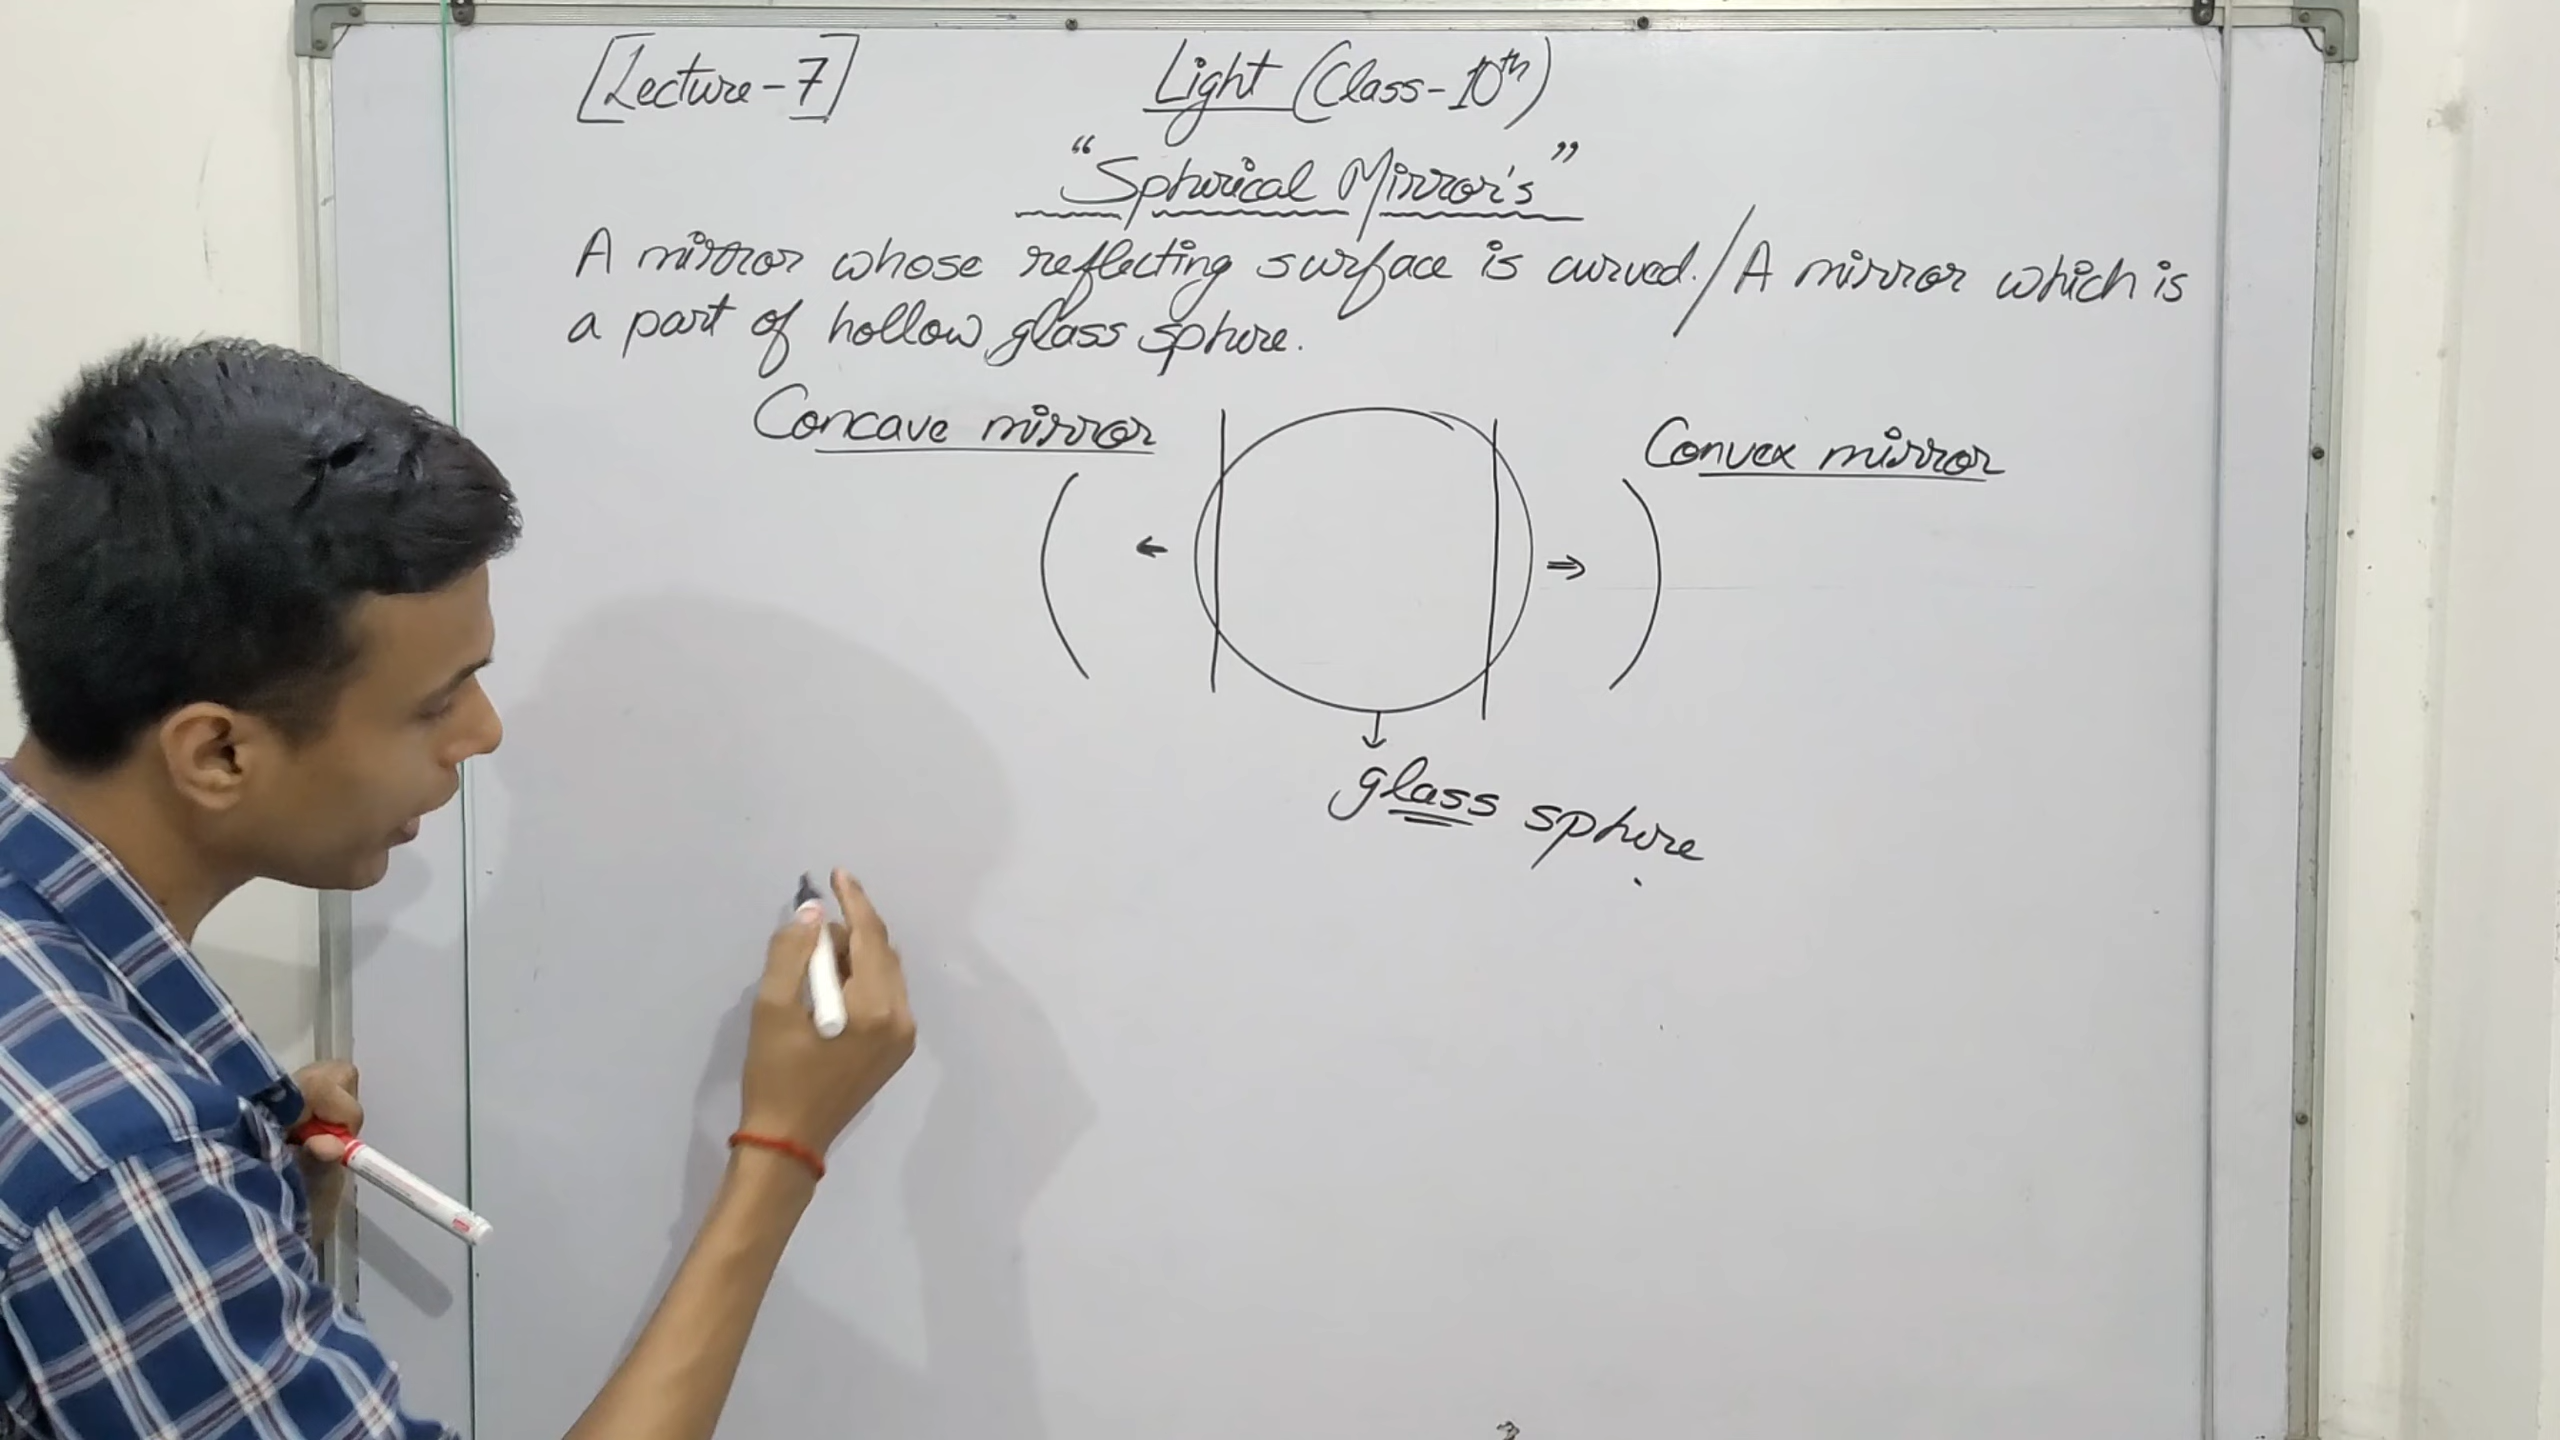 [Lecture-7]
Light (Class-10th)
"Spherical Mirror's"
A mirror whose reflecting surface is curved./A mirror which is
a part of hollow glass sphere.
Concave mirror
Convex mirror
glass sphere